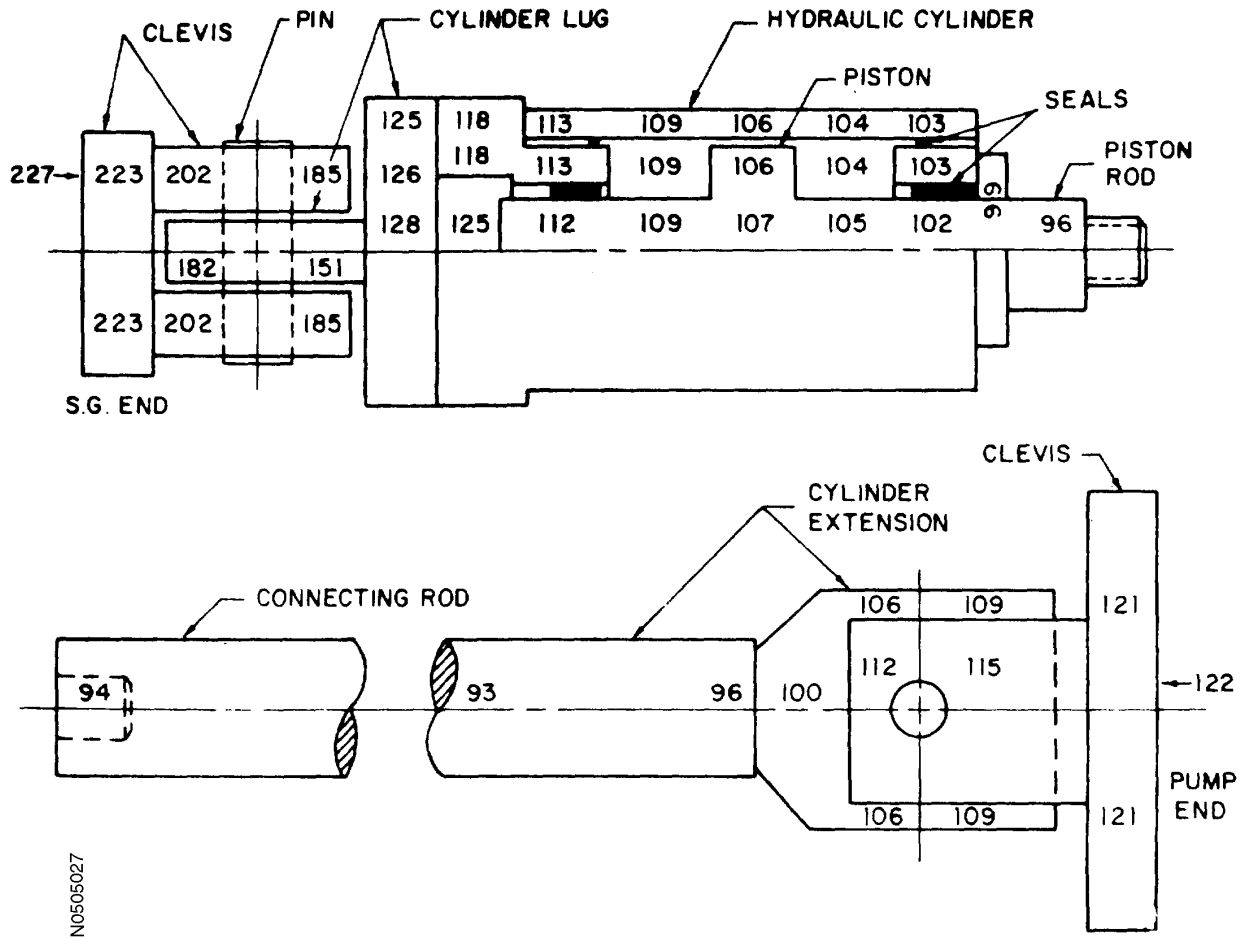 CLEVIS
PIN
CYLINDER LUG
HYDRAULIC CYLINDER
PISTON
SEALS
PISTON
ROD
227
223 202 185
125 118
118
126
113 109 106 104 103
113 109 106 104 103
99
128 125 112 109 107 105 102 96
182 151
223 202 185
S.G. END
CLEVIS
CYLINDER
EXTENSION
CONNECTING ROD
106 109
121
112 115
94 93 96 100
122
106 109
121
PUMP
END
N0505027